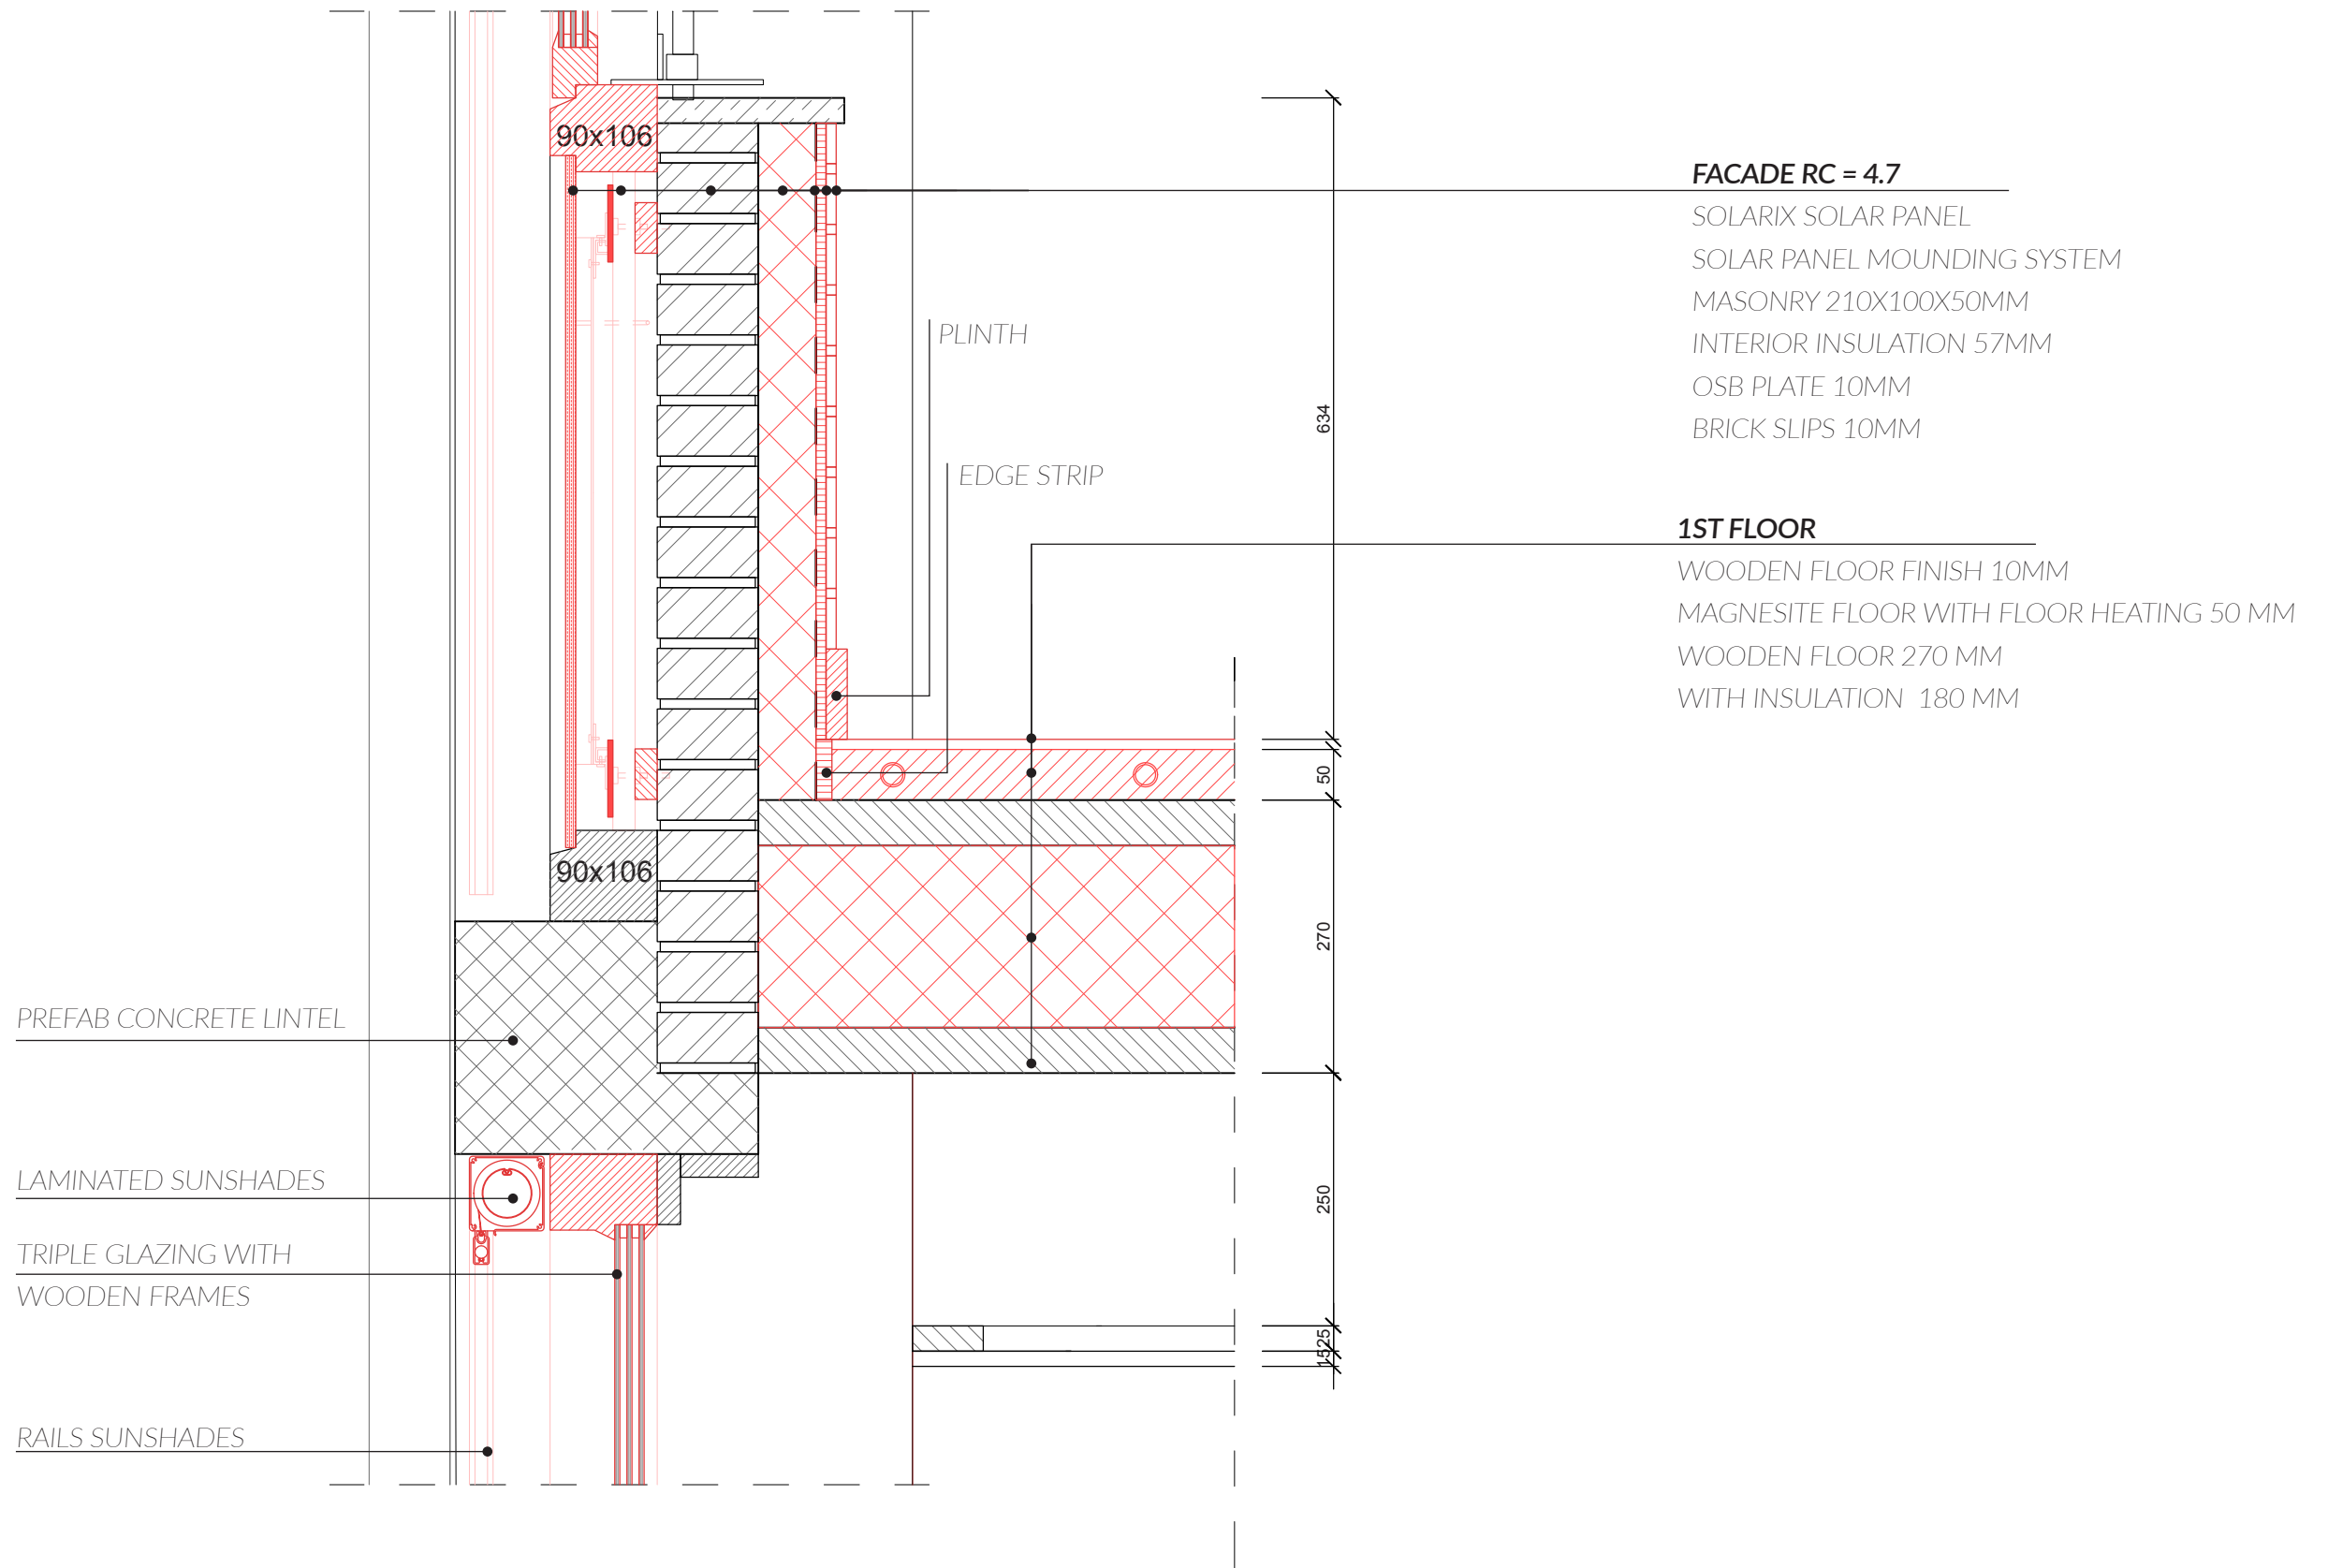 90x106
FACADE RC = 4.7
SOLARIX SOLAR PANEL
SOLAR PANEL MOUNDING SYSTEM
MASONRY 210X100X50MM
INTERIOR INSULATION 57MM
OSB PLATE 10MM
BRICK SLIPS 10MM
PLINTH
634
EDGE STRIP
1ST FLOOR
WOODEN FLOOR FINISH 10MM
MAGNESITE FLOOR WITH FLOOR HEATING 50 MM
WOODEN FLOOR 270 MM
WITH INSULATION  180 MM
50
90x106
270
PREFAB CONCRETE LINTEL
LAMINATED SUNSHADES
250
TRIPLE GLAZING WITH
WOODEN FRAMES
25
15
RAILS SUNSHADES